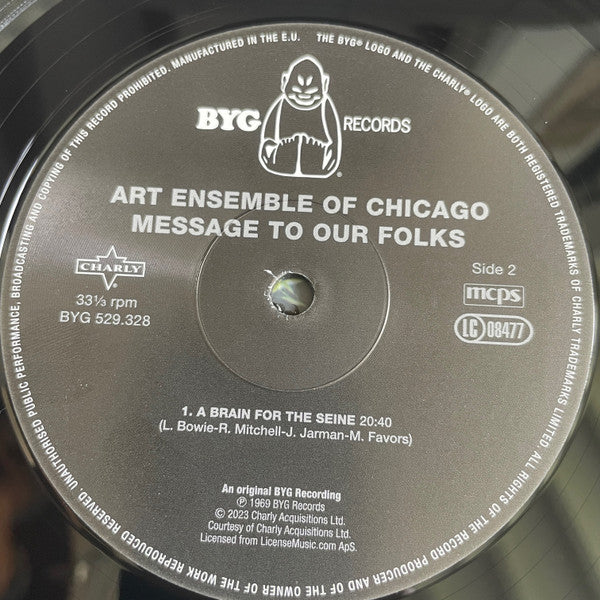 BYG RECORDS
ART ENSEMBLE OF CHICAGO
MESSAGE TO OUR FOLKS
CHARLY
33⅓ rpm
BYG 529.328
Side 2
mcps
LC 08477
1. A BRAIN FOR THE SEINE 20:40
(L. Bowie-R. Mitchell-J. Jarman-M. Favors)
An original BYG Recording
℗ 1969 BYG Records
© 2023 Charly Acquisitions Ltd.
Courtesy of Charly Acquisitions Ltd.
Licensed from LicenseMusic.com ApS.
THE BYG® LOGO AND THE CHARLY® LOGO ARE BOTH REGISTERED TRADEMARKS OF CHARLY TRADEMARKS LIMITED. ALL RIGHTS OF THE RECORD PRODUCER AND OF THE OWNER OF THE WORK REPRODUCED RESERVED. UNAUTHORISED PUBLIC PERFORMANCE, BROADCASTING AND COPYING OF THIS RECORD PROHIBITED. MANUFACTURED IN THE E.U.